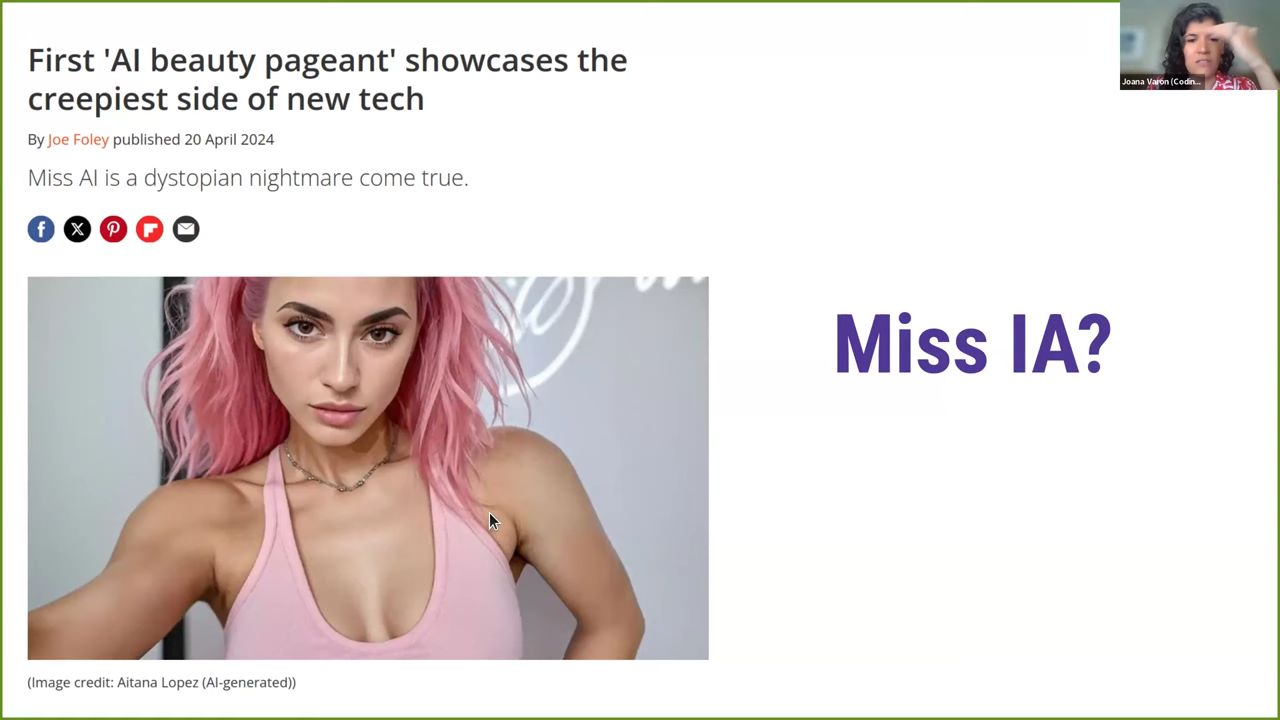 First 'AI beauty pageant' showcases the
creepiest side of new tech
By Joe Foley published 20 April 2024
Miss AI is a dystopian nightmare come true.
Miss IA?
(Image credit: Aitana Lopez (AI-generated))
Joana Varon (Codin...